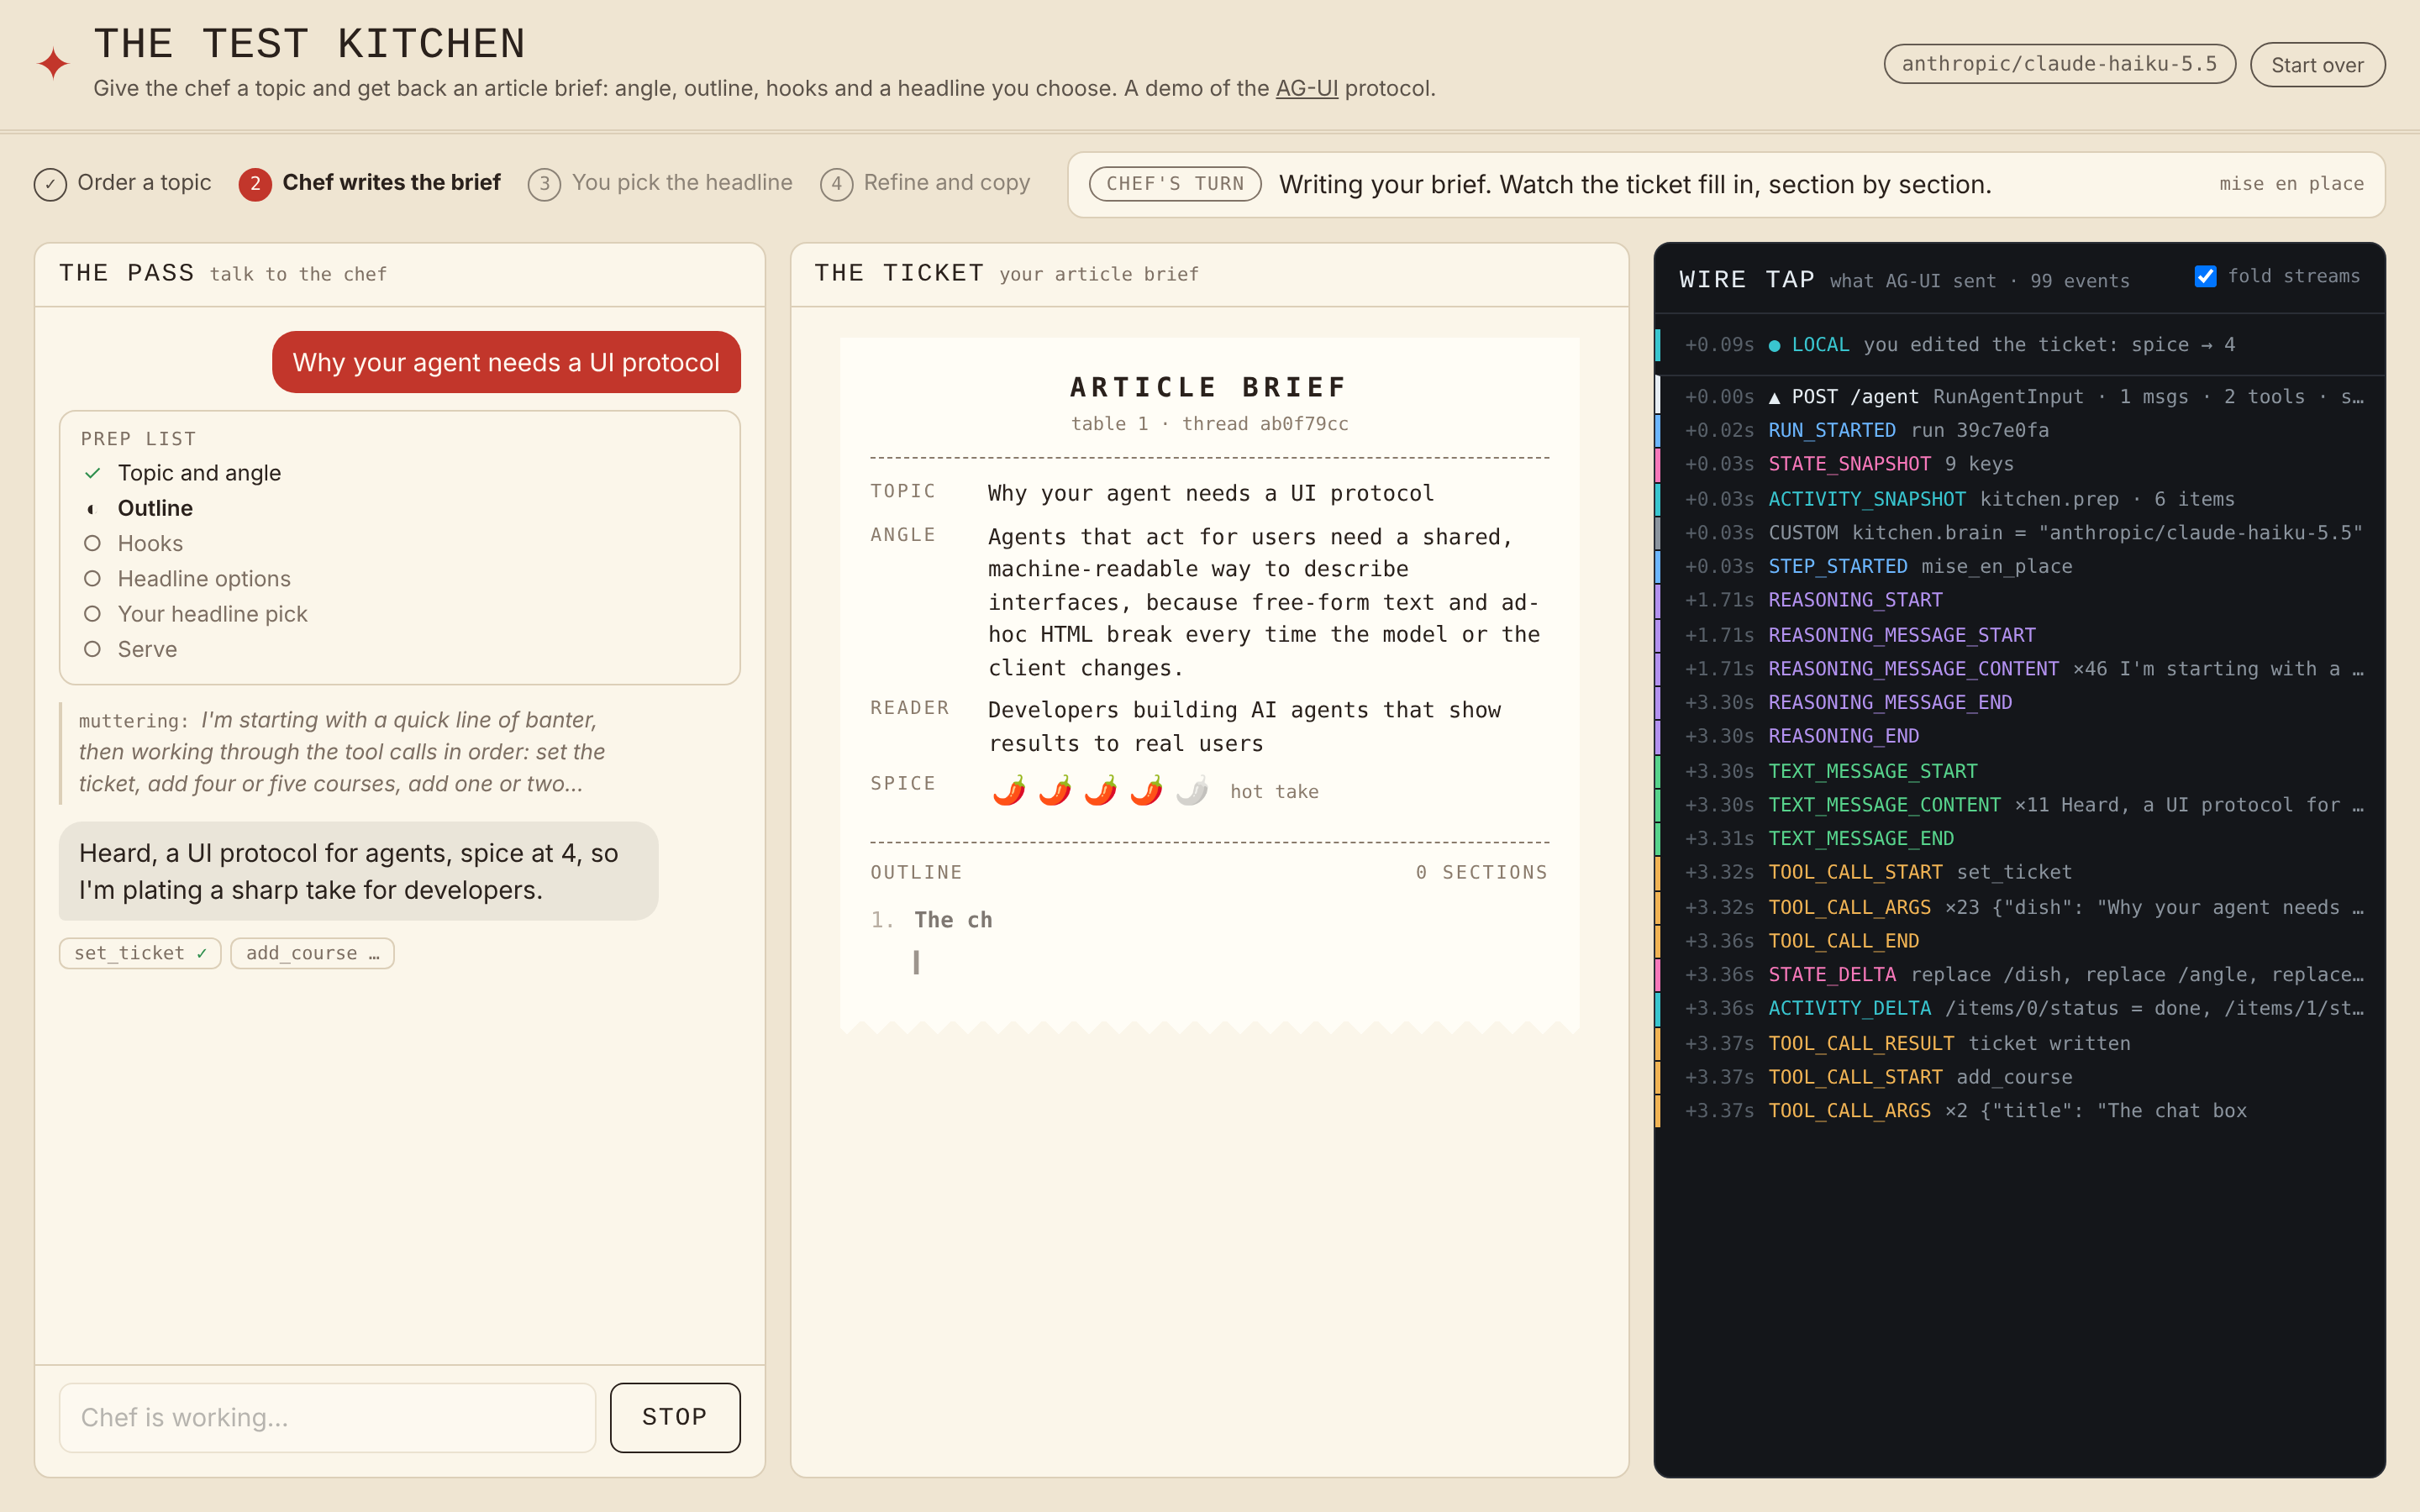 THE TEST KITCHEN
Give the chef a topic and get back an article brief: angle, outline, hooks and a headline you choose. A demo of the AG-UI protocol.
anthropic/claude-haiku-5.5
Start over
✓ Order a topic
2 Chef writes the brief
3 You pick the headline
4 Refine and copy
CHEF'S TURN Writing your brief. Watch the ticket fill in, section by section. mise en place
THE PASS talk to the chef
Why your agent needs a UI protocol
PREP LIST
✓ Topic and angle
Outline
Hooks
Headline options
Your headline pick
Serve
muttering: I'm starting with a quick line of banter,
then working through the tool calls in order: set the
ticket, add four or five courses, add one or two...
Heard, a UI protocol for agents, spice at 4, so
I'm plating a sharp take for developers.
set_ticket ✓ add_course …
Chef is working...
STOP
THE TICKET your article brief
ARTICLE BRIEF
table 1 · thread ab0f79cc
TOPIC Why your agent needs a UI protocol
ANGLE Agents that act for users need a shared,
machine-readable way to describe
interfaces, because free-form text and ad-
hoc HTML break every time the model or the
client changes.
READER Developers building AI agents that show
results to real users
SPICE 🌶🌶🌶🌶🌶 hot take
OUTLINE 0 SECTIONS
1. The ch
WIRE TAP what AG-UI sent · 99 events
fold streams
+0.09s ● LOCAL you edited the ticket: spice → 4
+0.00s ▲ POST /agent RunAgentInput · 1 msgs · 2 tools · s…
+0.02s RUN_STARTED run 39c7e0fa
+0.03s STATE_SNAPSHOT 9 keys
+0.03s ACTIVITY_SNAPSHOT kitchen.prep · 6 items
+0.03s CUSTOM kitchen.brain = "anthropic/claude-haiku-5.5"
+0.03s STEP_STARTED mise_en_place
+1.71s REASONING_START
+1.71s REASONING_MESSAGE_START
+1.71s REASONING_MESSAGE_CONTENT ×46 I'm starting with a …
+3.30s REASONING_MESSAGE_END
+3.30s REASONING_END
+3.30s TEXT_MESSAGE_START
+3.30s TEXT_MESSAGE_CONTENT ×11 Heard, a UI protocol for …
+3.31s TEXT_MESSAGE_END
+3.32s TOOL_CALL_START set_ticket
+3.32s TOOL_CALL_ARGS ×23 {"dish": "Why your agent needs …
+3.36s TOOL_CALL_END
+3.36s STATE_DELTA replace /dish, replace /angle, replace…
+3.36s ACTIVITY_DELTA /items/0/status = done, /items/1/st…
+3.37s TOOL_CALL_RESULT ticket written
+3.37s TOOL_CALL_START add_course
+3.37s TOOL_CALL_ARGS ×2 {"title": "The chat box